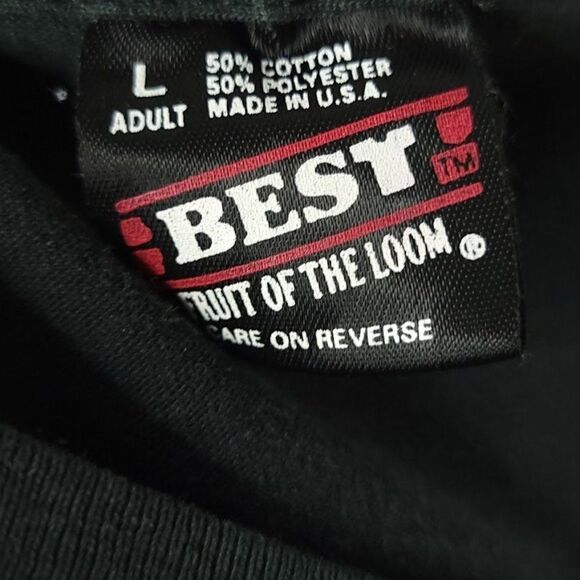 L
ADULT
50% COTTON
50% POLYESTER
MADE IN U.S.A.
BEST
TM
FRUIT OF THE LOOM®
CARE ON REVERSE